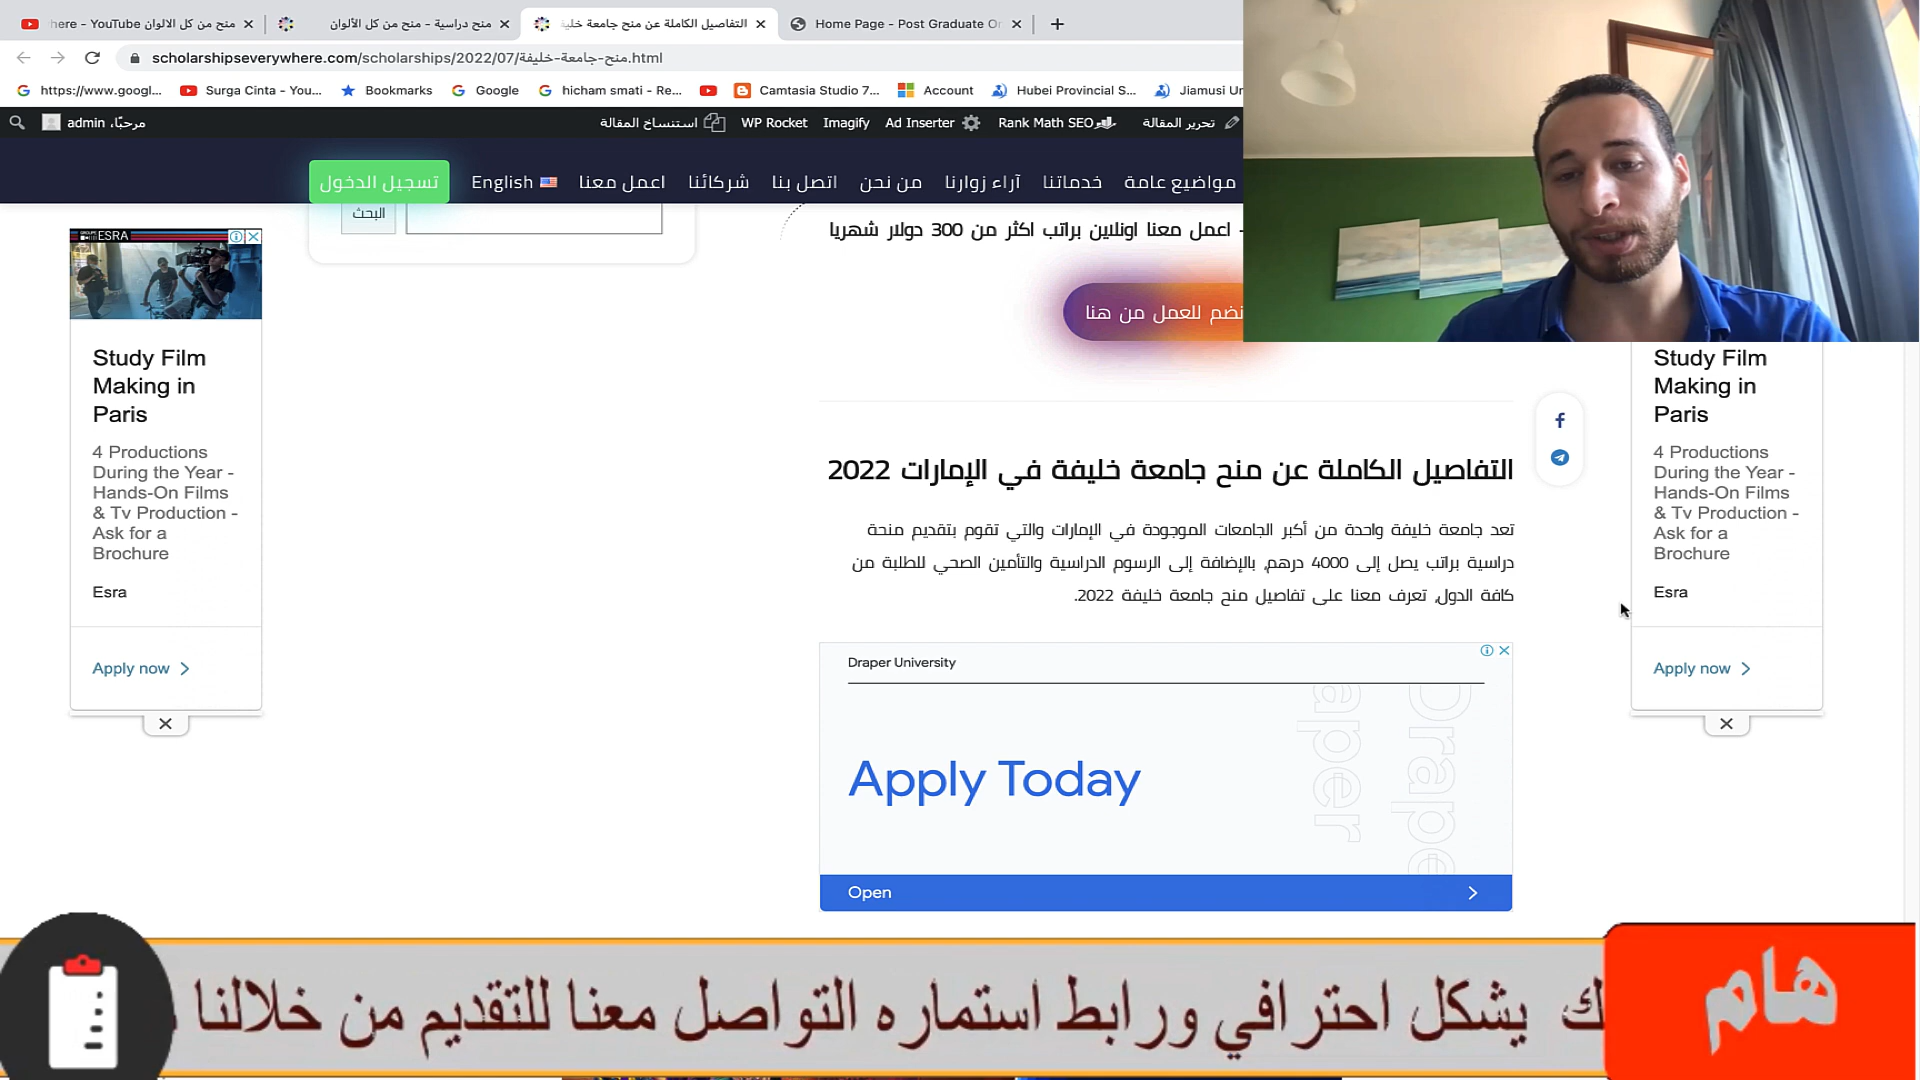 here - YouTube منح من كل الالوان
منح دراسية - منح من كل الألوان
التفاصيل الكاملة عن منح جامعة خليف
Home Page - Post Graduate O
scholarshipseverywhere.com/scholarships/2022/07/منح-جامعة-خليفة.html
https://www.googl...
Surga Cinta - You...
Bookmarks
Google
hicham smati - Re...
Camtasia Studio 7...
Account
Hubei Provincial S...
Jiamusi Un
مرحبًا، admin
استنساخ المقالة
WP Rocket
Imagify
Ad Inserter
Rank Math SEO
تحرير المقالة
تسجيل الدخول
English
اعمل معنا
شركائنا
اتصل بنا
من نحن
آراء زوارنا
خدماتنا
مواضيع عامة
البحث
- اعمل معنا اونلاين براتب اكثر من 300 دولار شهريا
نضم للعمل من هنا
ESRA
Study Film
Making in
Paris
4 Productions
During the Year -
Hands-On Films
& Tv Production -
Ask for a
Brochure
Esra
Apply now
التفاصيل الكاملة عن منح جامعة خليفة في الإمارات 2022
تعد جامعة خليفة واحدة من أكبر الجامعات الموجودة في الإمارات والتي تقوم بتقديم منحة
دراسية براتب يصل إلى 4000 درهم، بالإضافة إلى الرسوم الدراسية والتأمين الصحي للطلبة من
كافة الدول، تعرف معنا على تفاصيل منح جامعة خليفة 2022.
Study Film
Making in
Paris
4 Productions
During the Year -
Hands-On Films
& Tv Production -
Ask for a
Brochure
Esra
Apply now
Draper University
Apply Today
Draper
aper
Open
هام
ك يشكل احترافي ورابط استماره التواصل معنا للتقديم من خلالنا